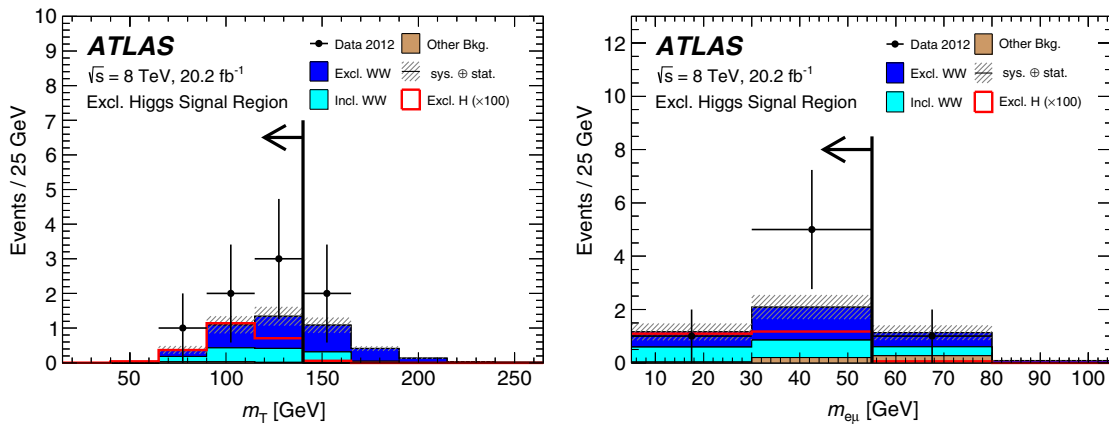 ATLAS
√s = 8 TeV, 20.2 fb⁻¹
Excl. Higgs Signal Region
Data 2012
Other Bkg.
Excl. WW
sys. ⊕ stat.
Incl. WW
Excl. H (×100)
Events / 25 GeV
10
9
8
7
6
5
4
3
2
1
0
50 100 150 200 250
m_T [GeV]
ATLAS
√s = 8 TeV, 20.2 fb⁻¹
Excl. Higgs Signal Region
Data 2012
Other Bkg.
Excl. WW
sys. ⊕ stat.
Incl. WW
Excl. H (×100)
Events / 25 GeV
12
10
8
6
4
2
0
10 20 30 40 50 60 70 80 90 100
m_eμ [GeV]